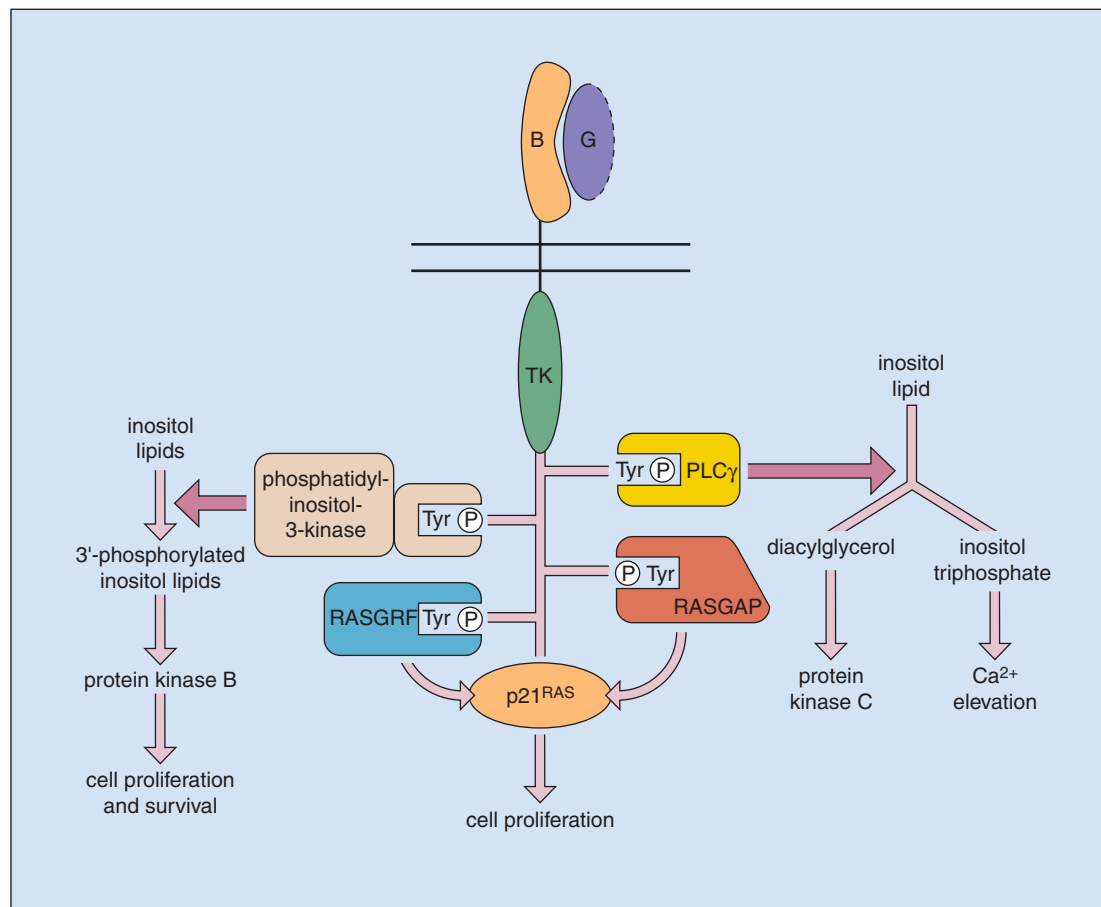 B
G
TK
inositol
lipid
inositol
lipids
phosphatidyl-
inositol-
3-kinase
Tyr P
Tyr P PLCγ
3'-phosphorylated
inositol lipids
diacylglycerol
inositol
triphosphate
P Tyr
RASGAP
RASGRF Tyr P
protein kinase B
p21RAS
protein
kinase C
Ca2+
elevation
cell proliferation
and survival
cell proliferation